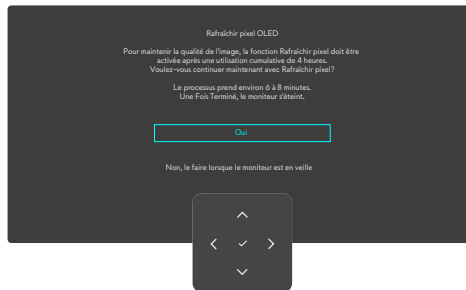 Rafraîchir pixel OLED
Pour maintenir la qualité de l'image, la fonction Rafraîchir pixel doit être
activée après une utilisation cumulative de 4 heures.
Voulez-vous continuer maintenant avec Rafraîchir pixel?
Le processus prend environ 6 à 8 minutes.
Une Fois Terminé, le moniteur s'éteint.
Oui
Non, le faire lorsque le moniteur est en veille